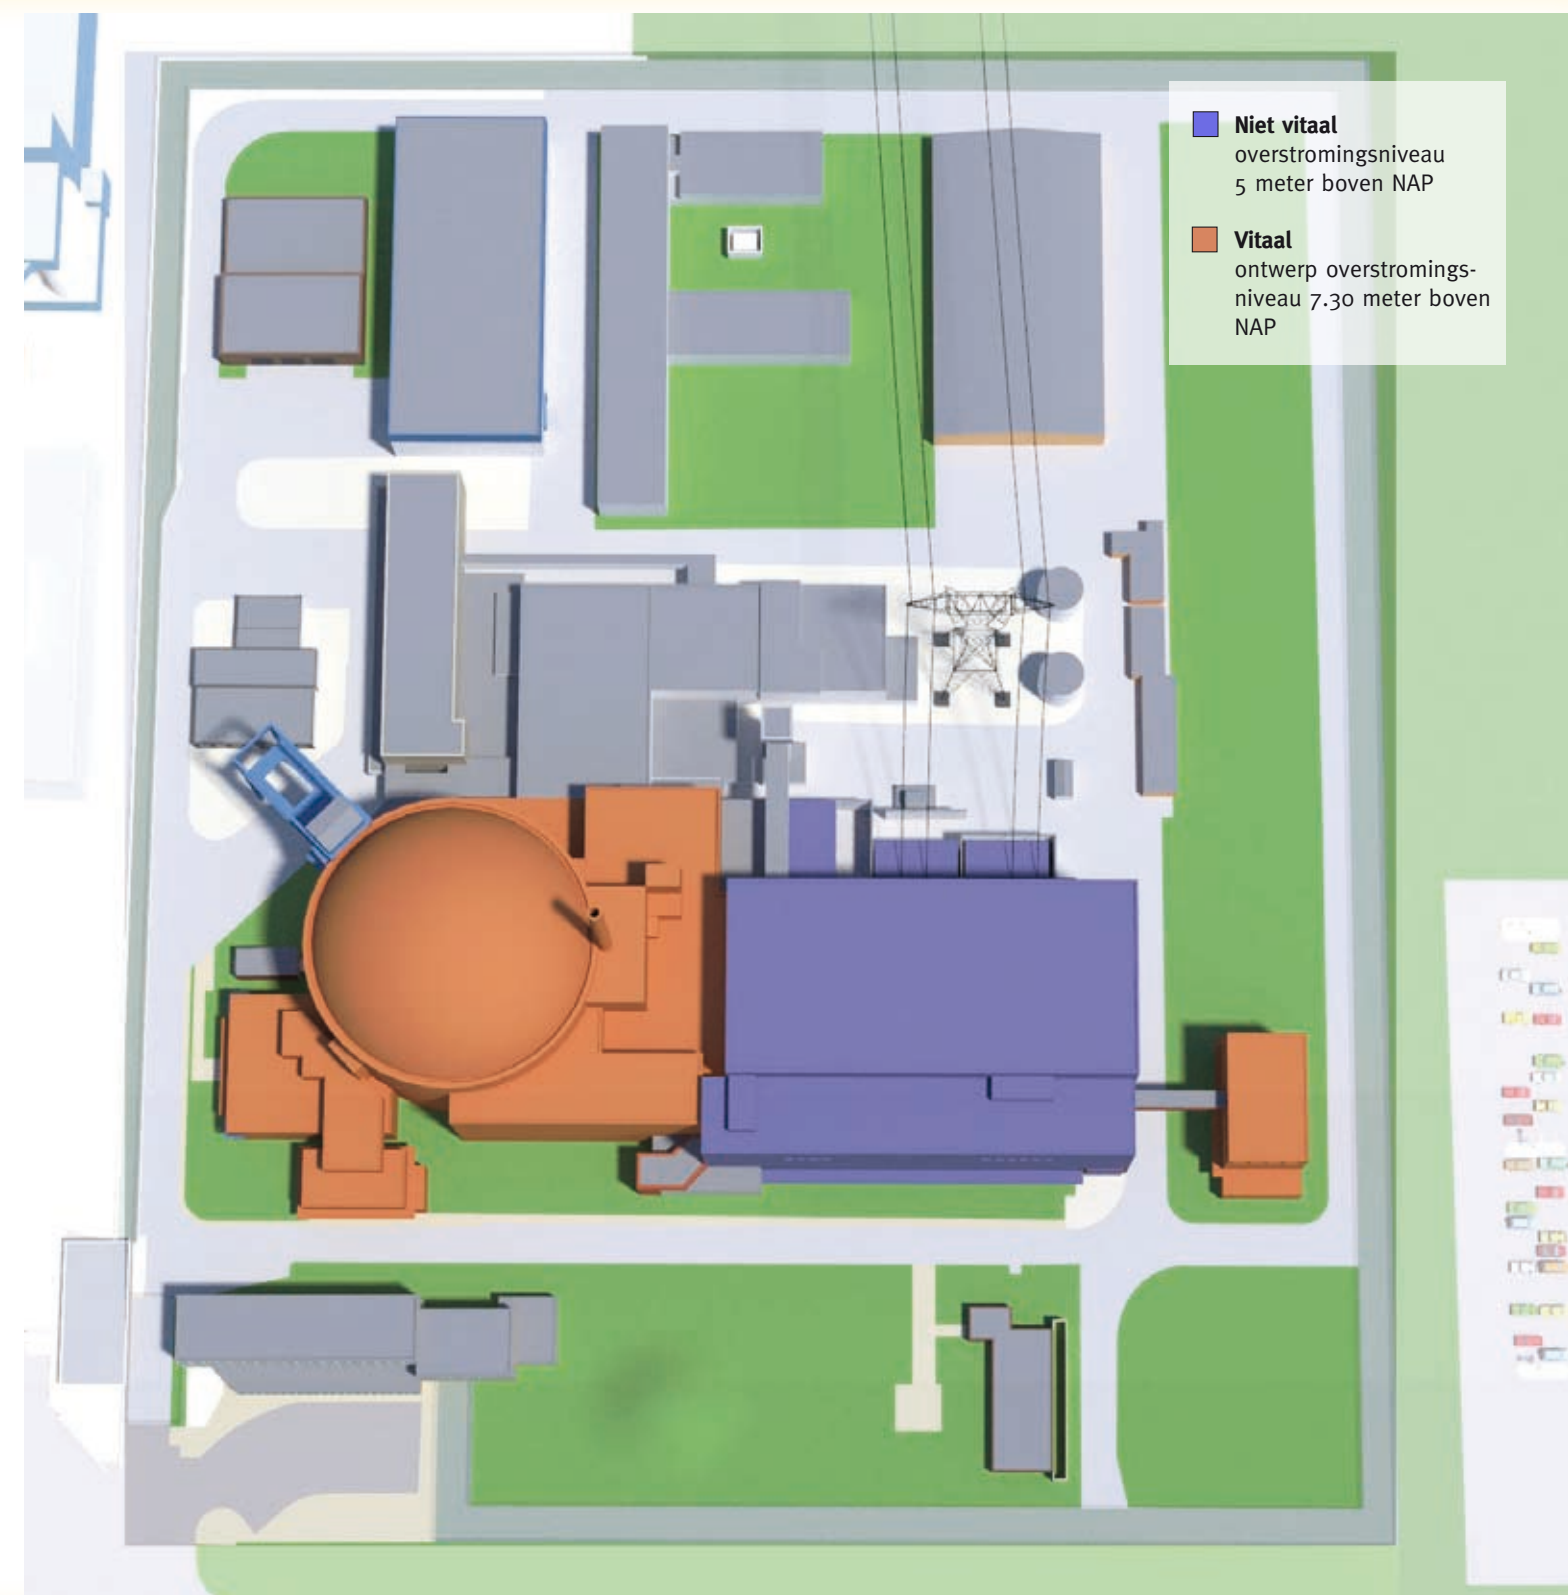 Niet vitaal
overstromingsniveau
5 meter boven NAP
Vitaal
ontwerp overstromings-
niveau 7.30 meter boven
NAP